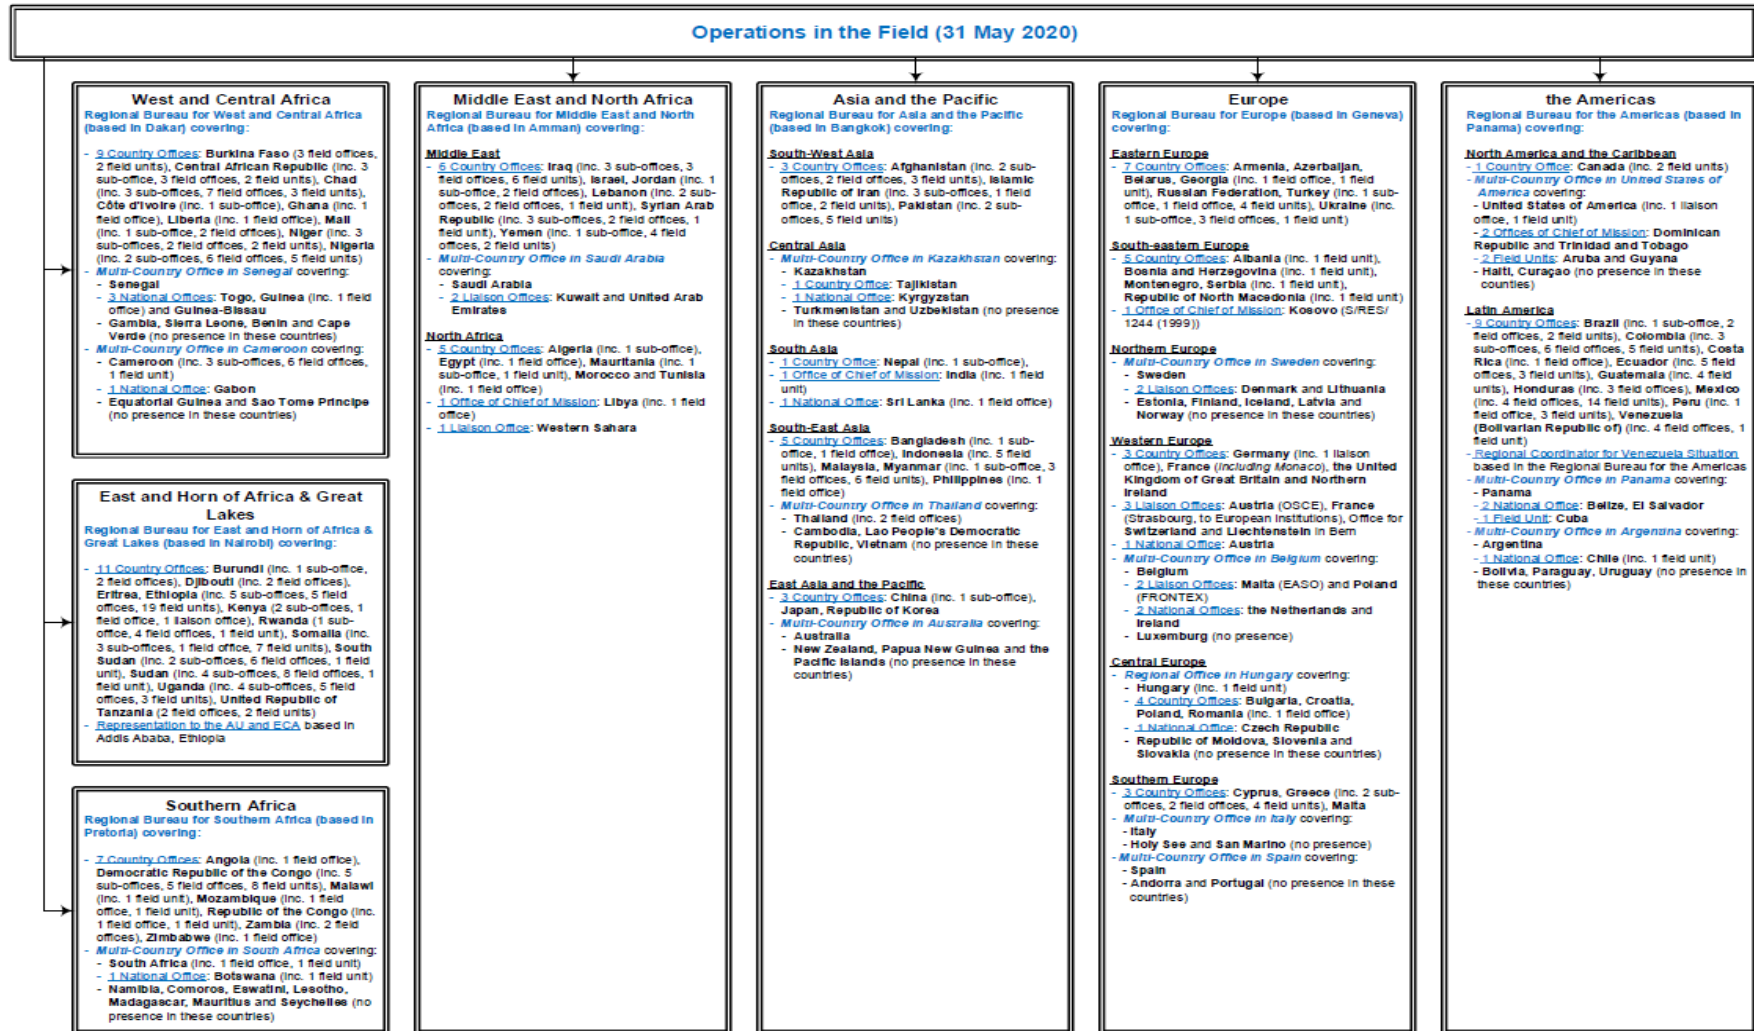 Operations in the Field (31 May 2020)
West and Central Africa
Regional Bureau for West and Central Africa
(based in Dakar) covering:
- 9 Country Offices: Burkina Faso (3 field offices,
2 field units), Central African Republic (inc. 3
sub-office, 3 field offices, 2 field units), Chad
(inc. 3 sub-offices, 7 field offices, 3 field units),
Côte d'Ivoire (inc. 1 sub-office), Ghana (inc. 1
field office), Liberia (inc. 1 field office), Mali
(inc. 1 sub-office, 2 field offices), Niger (inc. 3
sub-offices, 2 field offices, 2 field units), Nigeria
(inc. 2 sub-offices, 6 field offices, 5 field units)
- Multi-Country Office in Senegal covering:
- Senegal
- 3 National Offices: Togo, Guinea (inc. 1 field
office) and Guinea-Bissau
- Gambia, Sierra Leone, Benin and Cape
Verde (no presence in these countries)
- Multi-Country Office in Cameroon covering:
- Cameroon (inc. 3 sub-offices, 6 field offices,
1 field unit)
- 1 National Office: Gabon
- Equatorial Guinea and Sao Tome Principe
(no presence in these countries)
East and Horn of Africa & Great
Lakes
Regional Bureau for East and Horn of Africa &
Great Lakes (based in Nairobi) covering:
- 11 Country Offices: Burundi (inc. 1 sub-office,
2 field offices), Djibouti (inc. 2 field offices),
Eritrea, Ethiopia (inc. 5 sub-offices, 5 field
offices, 19 field units), Kenya (2 sub-offices, 1
field office, 1 liaison office), Rwanda (1 sub-
office, 4 field offices, 1 field unit), Somalia (inc.
3 sub-offices, 1 field office, 7 field units), South
Sudan (inc. 2 sub-offices, 6 field offices, 1 field
unit), Sudan (inc. 4 sub-offices, 8 field offices, 1
field unit), Uganda (inc. 4 sub-offices, 5 field
offices, 3 field units), United Republic of
Tanzania (2 field offices, 2 field units)
- Representation to the AU and ECA based in
Addis Ababa, Ethiopia
Southern Africa
Regional Bureau for Southern Africa (based in
Pretoria) covering:
- 7 Country Offices: Angola (inc. 1 field office),
Democratic Republic of the Congo (inc. 5
sub-offices, 5 field offices, 8 field units), Malawi
(inc. 1 field unit), Mozambique (inc. 1 field
office, 1 field unit), Republic of the Congo (inc.
1 field office, 1 field unit), Zambia (inc. 2 field
offices), Zimbabwe (inc. 1 field office)
- Multi-Country Office in South Africa covering:
- South Africa (inc. 1 field office, 1 field unit)
- 1 National Office: Botswana (inc. 1 field unit)
- Namibia, Comoros, Eswatini, Lesotho,
Madagascar, Mauritius and Seychelles (no
presence in these countries)
Middle East and North Africa
Regional Bureau for Middle East and North
Africa (based in Amman) covering:
Middle East
- 6 Country Offices: Iraq (inc. 3 sub-offices, 3
field offices, 6 field units), Israel, Jordan (inc. 1
sub-office, 2 field offices), Lebanon (inc. 2 sub-
offices, 2 field offices, 1 field unit), Syrian Arab
Republic (inc. 3 sub-offices, 2 field offices, 1
field unit), Yemen (inc. 1 sub-office, 4 field
offices, 2 field units)
- Multi-Country Office in Saudi Arabia
covering:
- Saudi Arabia
- 2 Liaison Offices: Kuwait and United Arab
Emirates
North Africa
- 5 Country Offices: Algeria (inc. 1 sub-office),
Egypt (inc. 1 field office), Mauritania (inc. 1
sub-office, 1 field unit), Morocco and Tunisia
(inc. 1 field office)
- 1 Office of Chief of Mission: Libya (inc. 1 field
office)
- 1 Liaison Office: Western Sahara
Asia and the Pacific
Regional Bureau for Asia and the Pacific
(based in Bangkok) covering:
South-West Asia
- 3 Country Offices: Afghanistan (inc. 2 sub-
offices, 2 field offices, 3 field units), Islamic
Republic of Iran (inc. 3 sub-offices, 1 field
office, 2 field units), Pakistan (inc. 2 sub-
offices, 5 field units)
Central Asia
- Multi-Country Office in Kazakhstan covering:
- Kazakhstan
- 1 Country Office: Tajikistan
- 1 National Office: Kyrgyzstan
- Turkmenistan and Uzbekistan (no presence
in these countries)
South Asia
- 1 Country Office: Nepal (inc. 1 sub-office),
- 1 Office of Chief of Mission: India (inc. 1 field
unit)
- 1 National Office: Sri Lanka (inc. 1 field office)
South-East Asia
- 5 Country Offices: Bangladesh (inc. 1 sub-
office, 1 field office), Indonesia (inc. 5 field
units), Malaysia, Myanmar (inc. 1 sub-office, 3
field offices, 6 field units), Philippines (inc. 1
field office)
- Multi-Country Office in Thailand covering:
- Thailand (inc. 2 field offices)
- Cambodia, Lao People's Democratic
Republic, Vietnam (no presence in these
countries)
East Asia and the Pacific
- 3 Country Offices: China (inc. 1 sub-office),
Japan, Republic of Korea
- Multi-Country Office in Australia covering:
- Australia
- New Zealand, Papua New Guinea and the
Pacific Islands (no presence in these
countries)
Europe
Regional Bureau for Europe (based in Geneva)
covering:
Eastern Europe
- 7 Country Offices: Armenia, Azerbaijan,
Belarus, Georgia (inc. 1 field office, 1 field
unit), Russian Federation, Turkey (inc. 1 sub-
office, 1 field office, 4 field units), Ukraine (inc.
1 sub-office, 3 field offices, 1 field unit)
South-eastern Europe
- 5 Country Offices: Albania (inc. 1 field unit),
Bosnia and Herzegovina (inc. 1 field unit),
Montenegro, Serbia (inc. 1 field unit),
Republic of North Macedonia (inc. 1 field unit)
- 1 Office of Chief of Mission: Kosovo (S/RES/
1244 (1999))
Northern Europe
- Multi-Country Office in Sweden covering:
- Sweden
- 2 Liaison Offices: Denmark and Lithuania
- Estonia, Finland, Iceland, Latvia and
Norway (no presence in these countries)
Western Europe
- 3 Country Offices: Germany (inc. 1 liaison
office), France (including Monaco), the United
Kingdom of Great Britain and Northern
Ireland
- 3 Liaison Offices: Austria (OSCE), France
(Strasbourg, to European Institutions), Office for
Switzerland and Liechtenstein in Bern
- 1 National Office: Austria
- Multi-Country Office in Belgium covering:
- Belgium
- 2 Liaison Offices: Malta (EASO) and Poland
(FRONTEX)
- 2 National Offices: the Netherlands and
Ireland
- Luxemburg (no presence)
Central Europe
- Regional Office in Hungary covering:
- Hungary (inc. 1 field unit)
- 4 Country Offices: Bulgaria, Croatia,
Poland, Romania (inc. 1 field office)
- 1 National Office: Czech Republic
- Republic of Moldova, Slovenia and
Slovakia (no presence in these countries)
Southern Europe
- 3 Country Offices: Cyprus, Greece (inc. 2 sub-
offices, 2 field offices, 4 field units), Malta
- Multi-Country Office in Italy covering:
- Italy
- Holy See and San Marino (no presence)
- Multi-Country Office in Spain covering:
- Spain
- Andorra and Portugal (no presence in these
countries)
the Americas
Regional Bureau for the Americas (based in
Panama) covering:
North America and the Caribbean
- 1 Country Office: Canada (inc. 2 field units)
- Multi-Country Office in United States of
America covering:
- United States of America (inc. 1 liaison
office, 1 field unit)
- 2 Offices of Chief of Mission: Dominican
Republic and Trinidad and Tobago
- 2 Field Units: Aruba and Guyana
- Haiti, Curaçao (no presence in these
countries)
Latin America
- 9 Country Offices: Brazil (inc. 1 sub-office, 2
field offices, 2 field units), Colombia (inc. 3
sub-offices, 6 field offices, 5 field units), Costa
Rica (inc. 1 field office), Ecuador (inc. 5 field
offices, 3 field units), Guatemala (inc. 4 field
units), Honduras (inc. 3 field offices), Mexico
(inc. 4 field offices, 14 field units), Peru (inc. 1
field office, 3 field units), Venezuela
(Bolivarian Republic of) (inc. 4 field offices, 1
field unit)
- Regional Coordinator for Venezuela Situation
based in the Regional Bureau for the Americas
- Multi-Country Office in Panama covering:
- Panama
- 2 National Office: Belize, El Salvador
- 1 Field Unit: Cuba
- Multi-Country Office in Argentina covering:
- Argentina
- 1 National Office: Chile (inc. 1 field unit)
- Bolivia, Paraguay, Uruguay (no presence in
these countries)